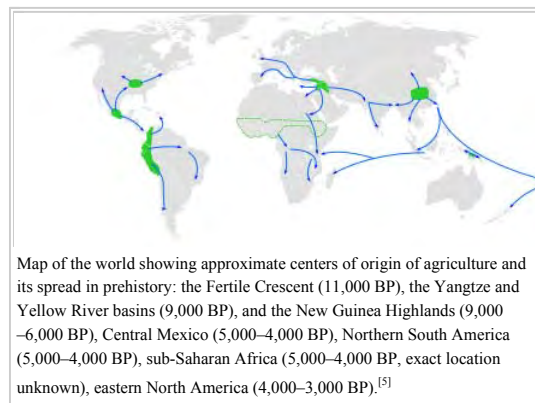 Map of the world showing approximate centers of origin of agriculture and
its spread in prehistory: the Fertile Crescent (11,000 BP), the Yangtze and
Yellow River basins (9,000 BP), and the New Guinea Highlands (9,000
–6,000 BP), Central Mexico (5,000–4,000 BP), Northern South America
(5,000–4,000 BP), sub-Saharan Africa (5,000–4,000 BP, exact location
unknown), eastern North America (4,000–3,000 BP).[5]